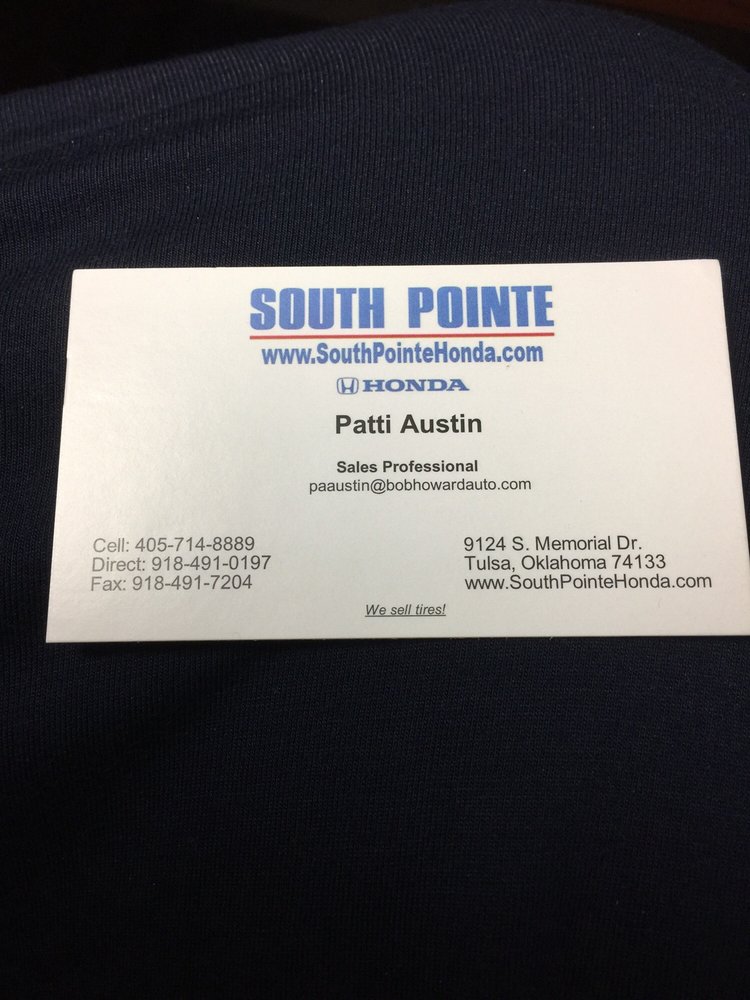 SOUTH POINTE
www.SouthPointeHonda.com
HONDA
Patti Austin
Sales Professional
paaustin@bobhowardauto.com
Cell: 405-714-8889
Direct: 918-491-0197
Fax: 918-491-7204
9124 S. Memorial Dr.
Tulsa, Oklahoma 74133
www.SouthPointeHonda.com
We sell tires!